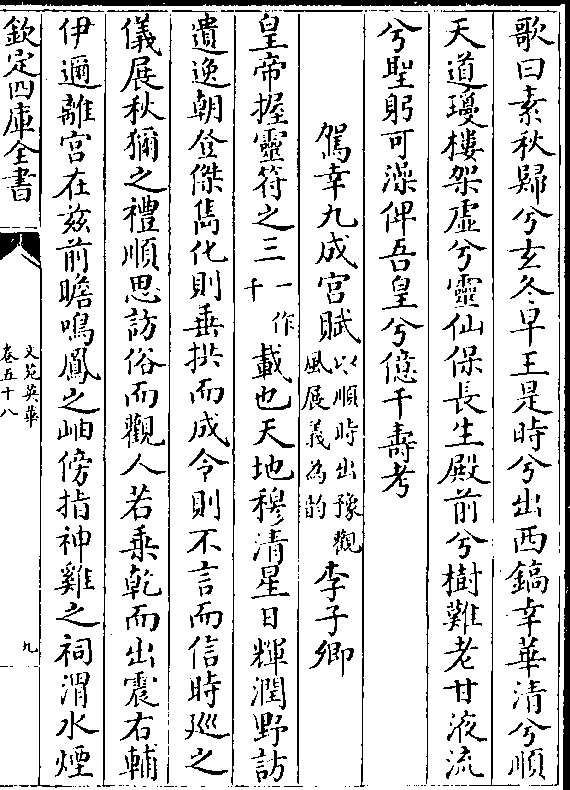 歌曰素秋歸兮玄冬早王是時兮出西鎬幸華清兮順
天道瓊樓架虛兮靈仙保長生殿前兮樹難老甘液流
兮聖躬可澡俾吾皇兮億千壽考
駕幸九成宮賦以順時出豫觀風展義為韵李子卿
皇帝握靈符之三一作千載也天地穆清星日輝潤野訪
遺逸朝登傑雋化則垂拱而成令則不言而信時廵之
儀展秋獮之禮順思訪俗而觀人若乘乾而出震右輔
伊邇離宮在兹前瞻鳴鳳之岫傍指神雞之祠渭水煙
欽定四庫全書
文苑英華
卷五十八
九